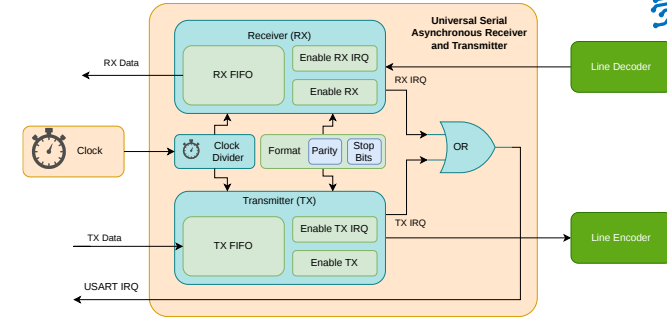 Universal Serial
Asynchronous Receiver
and Transmitter
Receiver (RX)
RX Data
RX FIFO
Enable RX IRQ
Enable RX
RX IRQ
Line Decoder
Clock
Clock
Divider
Format
Parity
Stop
Bits
OR
Transmitter (TX)
TX Data
TX FIFO
Enable TX IRQ
Enable TX
TX IRQ
Line Encoder
USART IRQ